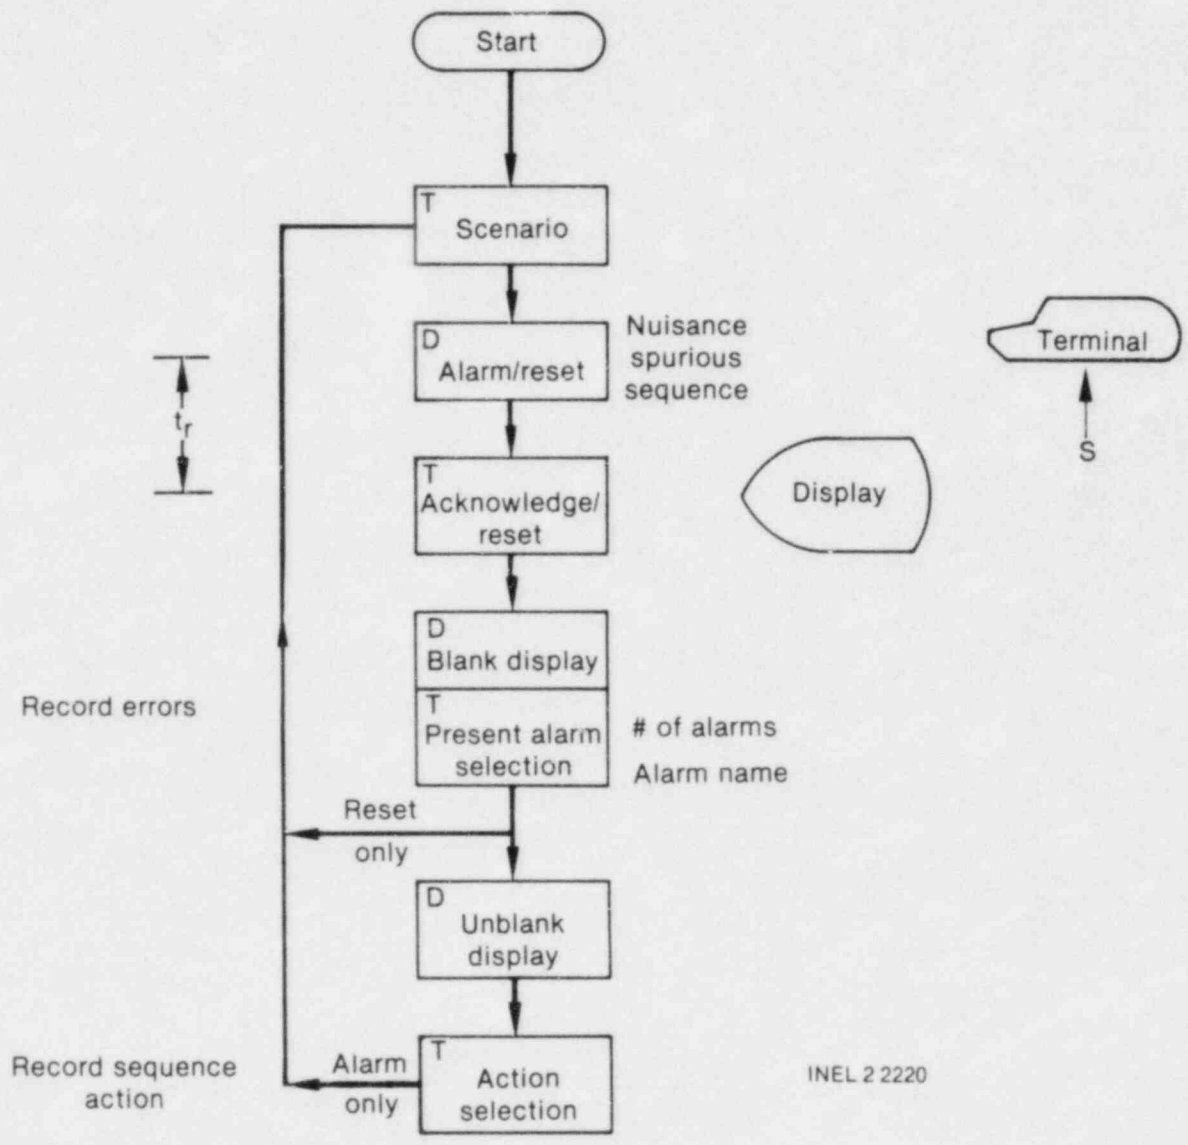 Start
T
Scenario
D
Alarm/reset
Nuisance
spurious
sequence
Terminal
S
tr
T
Acknowledge/
reset
Display
D
Blank display
Record errors
T
Present alarm
selection
# of alarms
Alarm name
Reset
only
D
Unblank
display
Record sequence
action
Alarm
only
T
Action
selection
INEL 2 2220